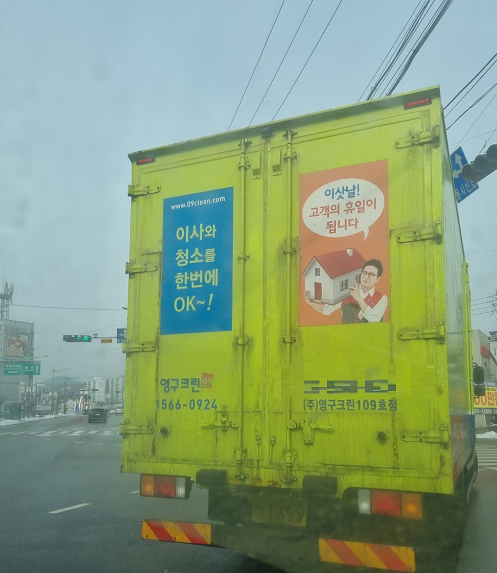 www.09clean.com
이사와
청소를
한번에
OK~!
이삿날!
고객의 휴일이
됩니다
영구크린
1566-0924
(주)영구크린109호점